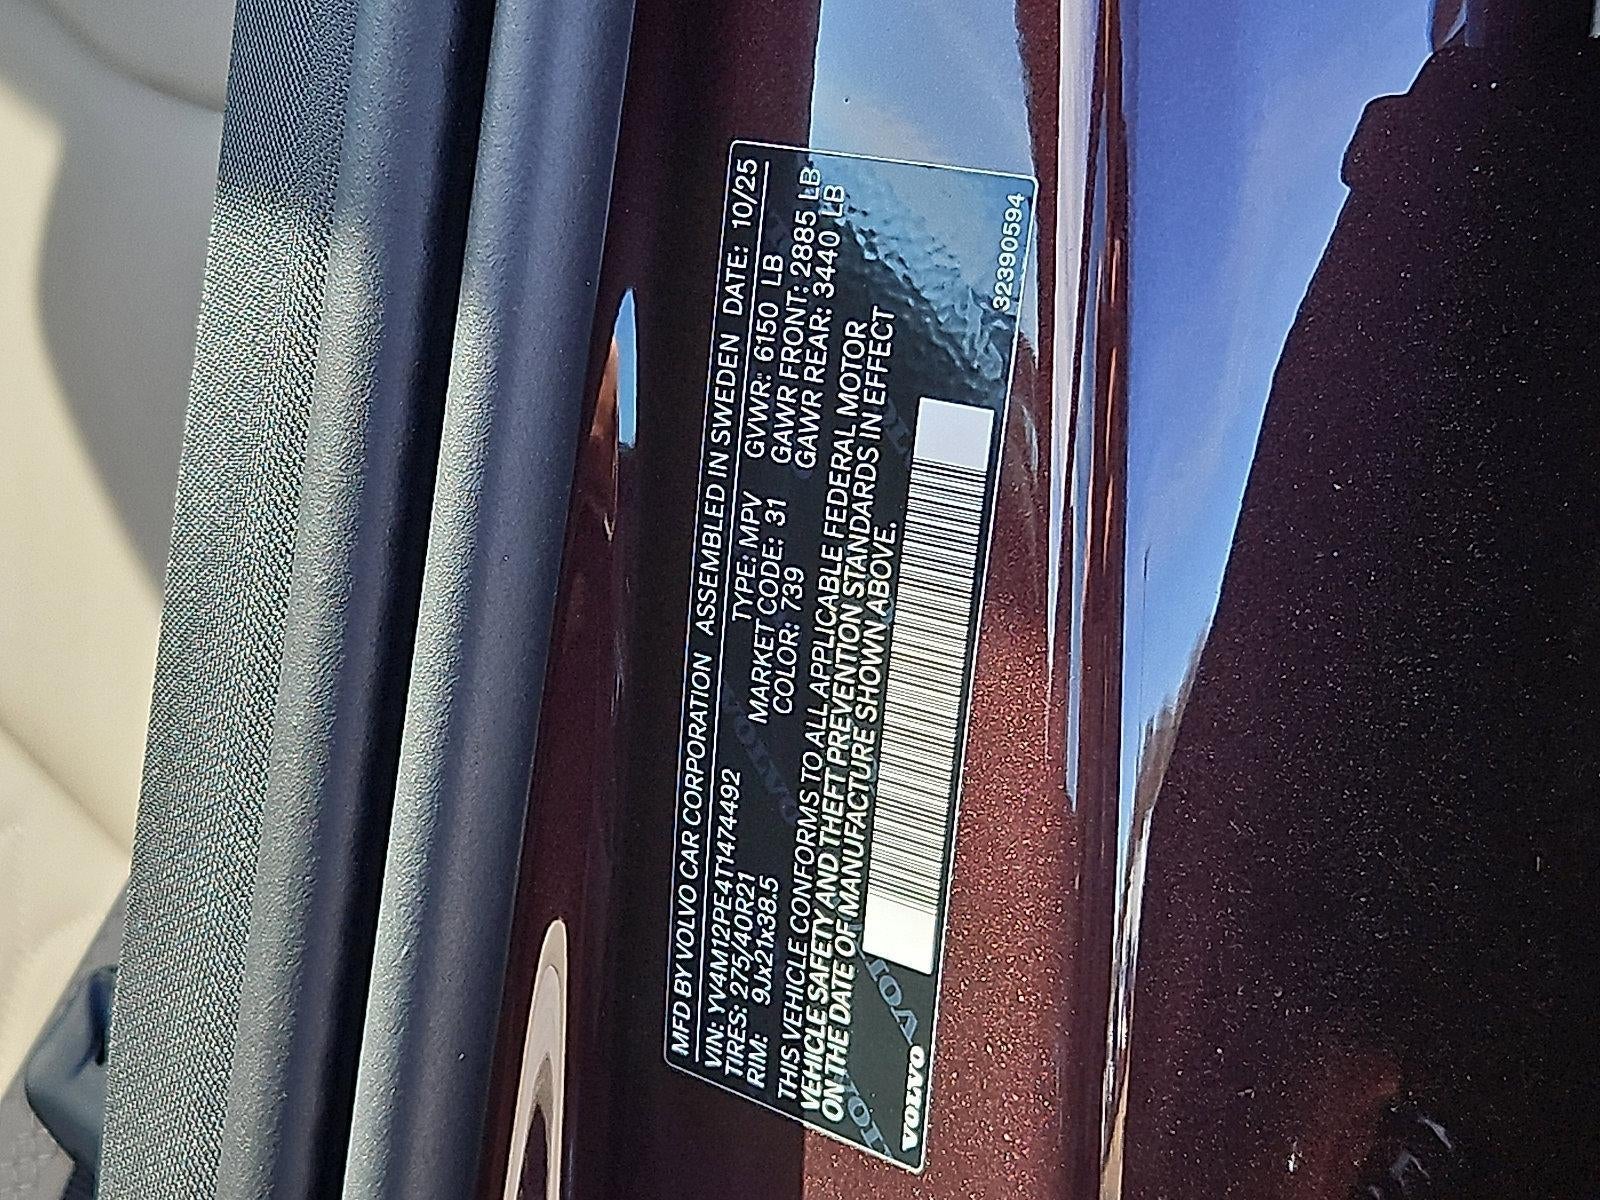 MFD BY VOLVO CAR CORPORATION ASSEMBLED IN SWEDEN DATE: 10/25
VIN: YV4M12PE4T1474492 TYPE: MPV GVWR: 6150 LB
TIRES: 275/40R21 MARKET CODE: 31 GAWR FRONT: 2885 LB
RIM: 9Jx21x38.5 COLOR: 739 GAWR REAR: 3440 LB
THIS VEHICLE CONFORMS TO ALL APPLICABLE FEDERAL MOTOR
VEHICLE SAFETY AND THEFT PREVENTION STANDARDS IN EFFECT
ON THE DATE OF MANUFACTURE SHOWN ABOVE.
VOLVO
32390594